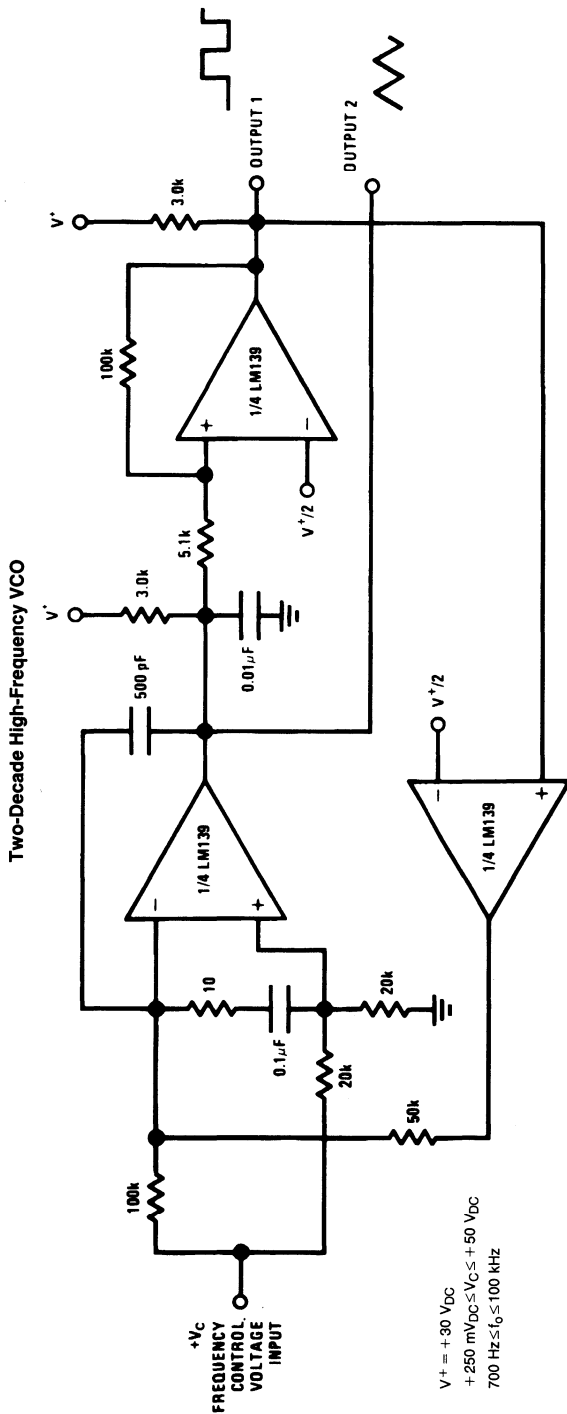 Two-Decade High-Frequency VCO
V+
V+
3.0k
100k
500 pF
3.0k
OUTPUT 1
5.1k
+
1/4 LM139
−
V+/2
0.01μF
OUTPUT 2
100k
−
1/4 LM139
+
10
0.1μF
20k
20k
50k
V+/2
−
1/4 LM139
+
+VC
FREQUENCY
CONTROL.
VOLTAGE
INPUT
V+ = +30 VDC
+250 mVDC ≤ VC ≤ +50 VDC
700 Hz ≤ fo ≤ 100 kHz